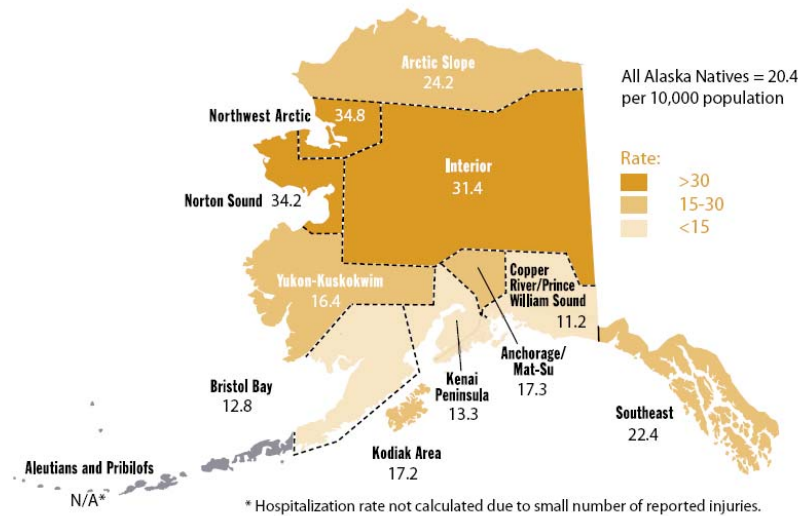 Arctic Slope
24.2
All Alaska Natives = 20.4
per 10,000 population
Northwest Arctic
34.8
Interior
31.4
Rate:
>30
15-30
<15
Norton Sound
34.2
Yukon-Kuskokwim
16.4
Copper
River/Prince
William Sound
11.2
Anchorage/
Mat-Su
17.3
Kenai
Peninsula
13.3
Bristol Bay
12.8
Southeast
22.4
Kodiak Area
17.2
Aleutians and Pribilofs
N/A*
* Hospitalization rate not calculated due to small number of reported injuries.